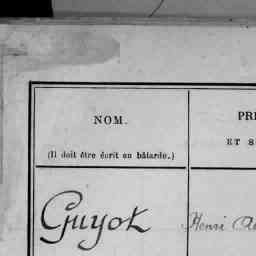 NOM.
(Il doit être écrit en bâtarde.)
PR
ET
Guyot
Henri